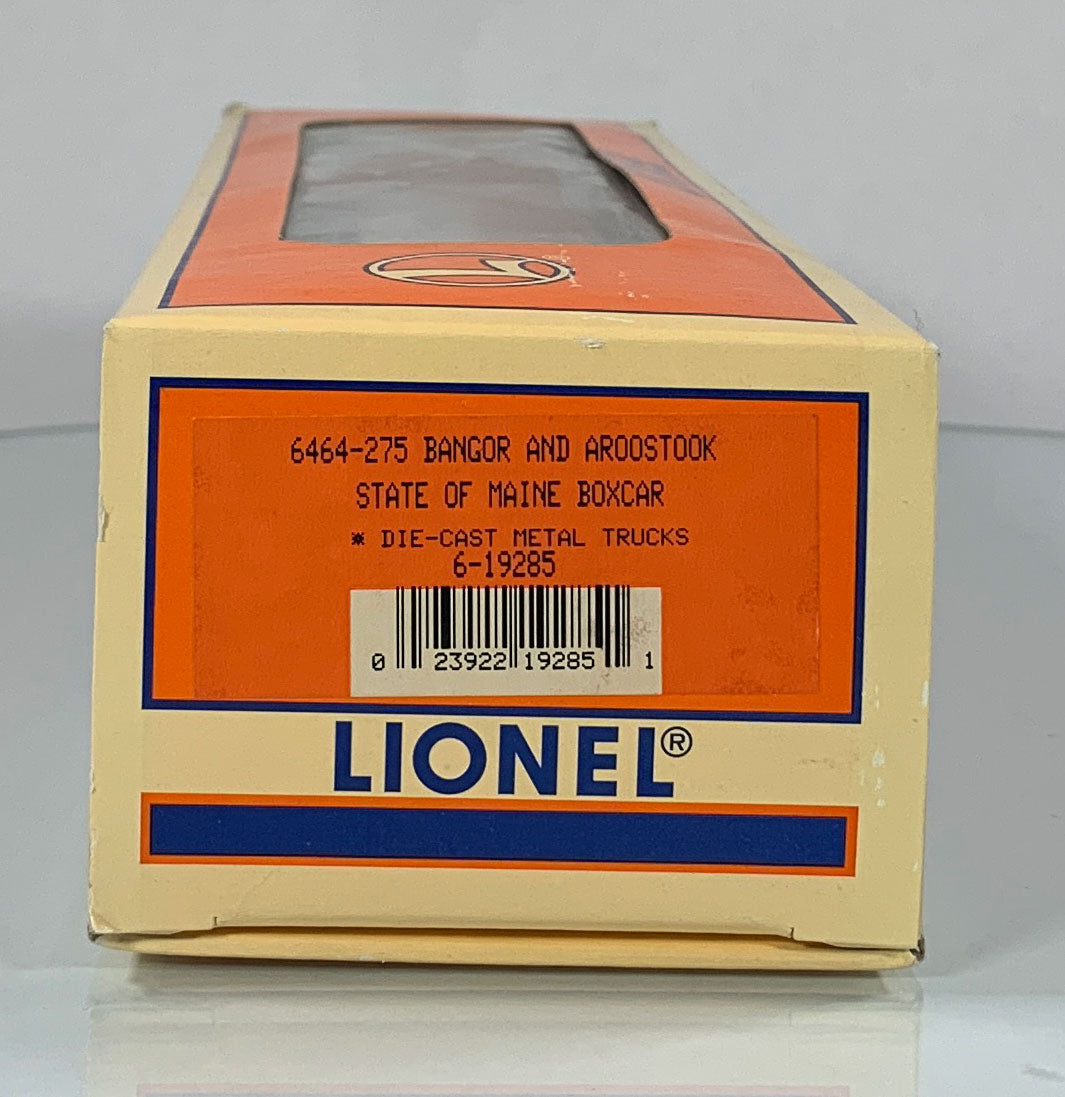 6464-275 BANGOR AND AROOSTOOK
STATE OF MAINE BOXCAR
* DIE-CAST METAL TRUCKS
6-19285
0 23922 19285 1
LIONEL®